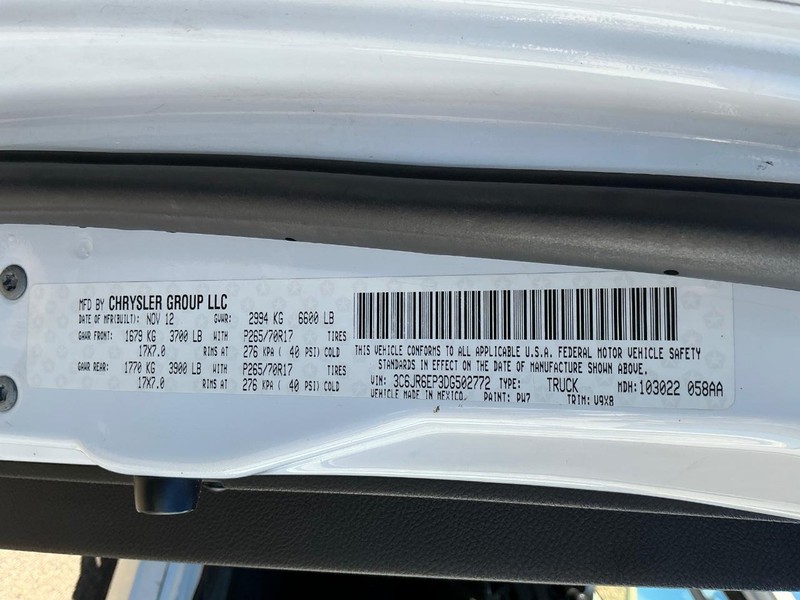 MFD BY CHRYSLER GROUP LLC
DATE OF MFR(BUILT): NOV 12 GVWR: 2994 KG 6600 LB
GAWR FRONT: 1679 KG 3700 LB WITH P265/70R17 TIRES
17X7.0 RIMS AT 276 KPA ( 40 PSI) COLD
GAWR REAR: 1770 KG 3900 LB WITH P265/70R17 TIRES
17X7.0 RIMS AT 276 KPA ( 40 PSI) COLD
THIS VEHICLE CONFORMS TO ALL APPLICABLE U.S.A. FEDERAL MOTOR VEHICLE SAFETY
STANDARDS IN EFFECT ON THE DATE OF MANUFACTURE SHOWN ABOVE.
VIN: 3C6JR6EP3DG502772 TYPE: TRUCK MDH: 103022 058AA
VEHICLE MADE IN MEXICO. PAINT: PW7 TRIM: V9X8